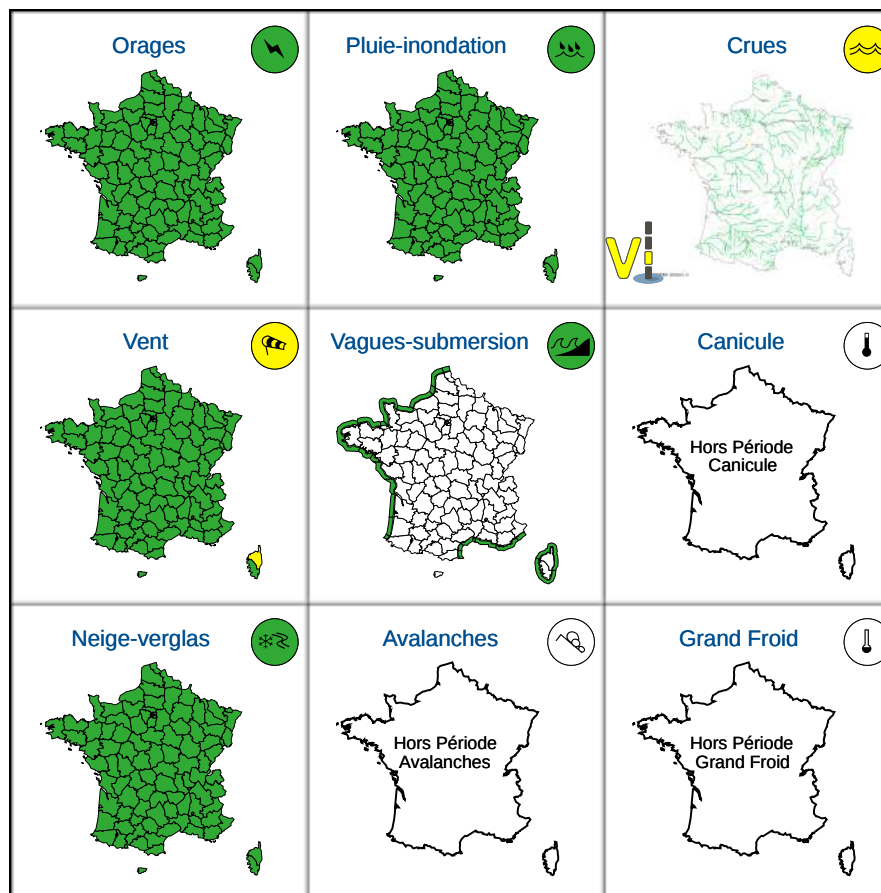 Orages
Pluie-inondation
Crues
Vi
Vent
Vagues-submersion
Canicule
Hors Période
Canicule
Neige-verglas
Avalanches
Grand Froid
Hors Période
Avalanches
Hors Période
Grand Froid